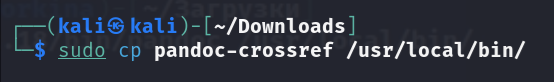 ┌──(kali㉿kali)-[~/Downloads]
└─$ sudo cp pandoc-crossref /usr/local/bin/